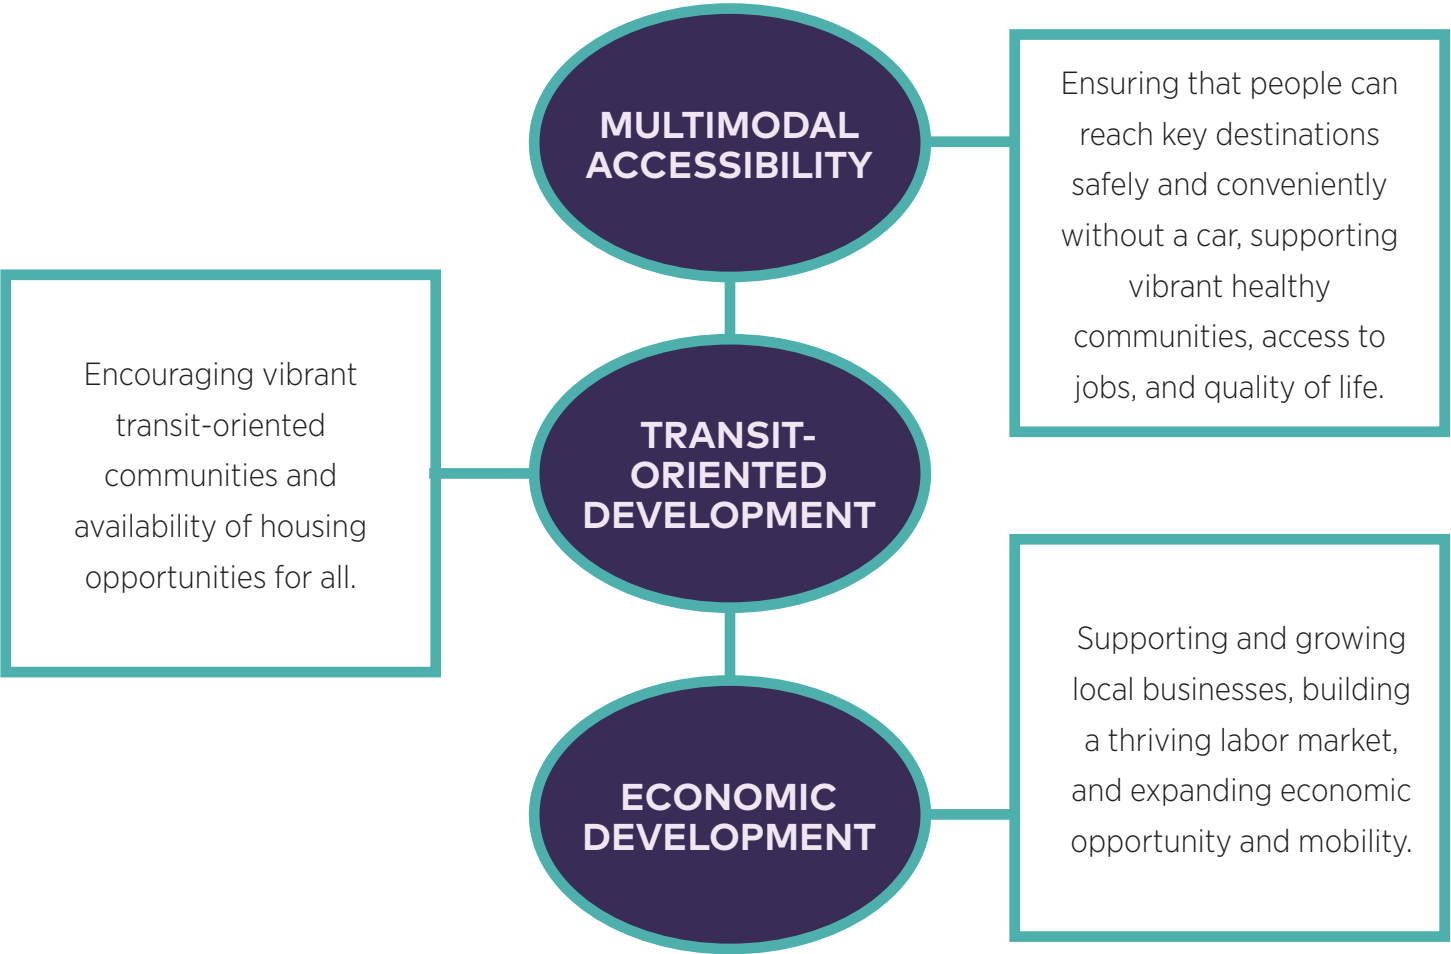 MULTIMODAL
ACCESSIBILITY
Ensuring that people can
reach key destinations
safely and conveniently
without a car, supporting
vibrant healthy
communities, access to
jobs, and quality of life.
Encouraging vibrant
transit-oriented
communities and
availability of housing
opportunities for all.
TRANSIT-
ORIENTED
DEVELOPMENT
ECONOMIC
DEVELOPMENT
Supporting and growing
local businesses, building
a thriving labor market,
and expanding economic
opportunity and mobility.